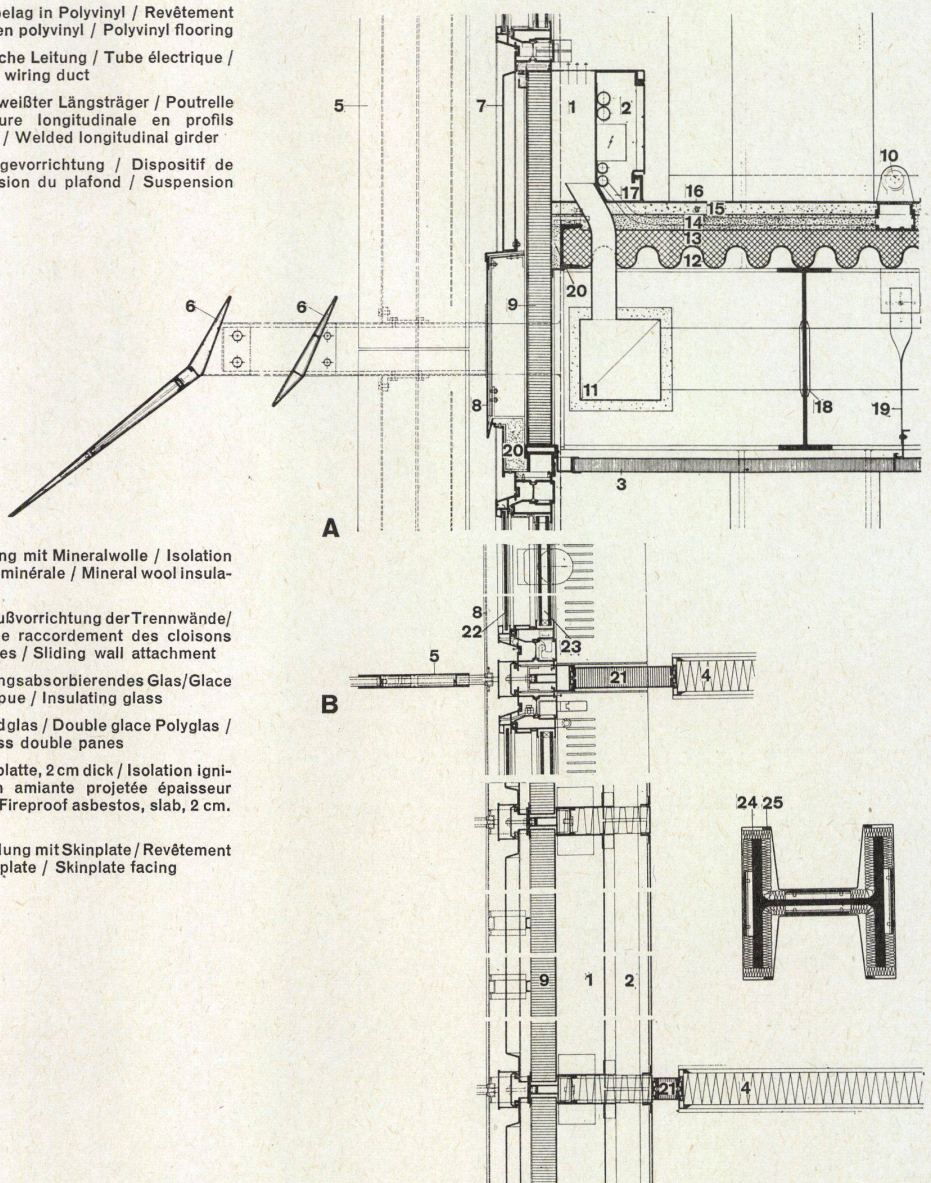 belag in Polyvinyl / Revêtement
en polyvinyl / Polyvinyl flooring
che Leitung / Tube électrique /
wiring duct
weißter Längsträger / Poutrelle
ure longitudinale en profils
/ Welded longitudinal girder
gevorrichtung / Dispositif de
sion du plafond / Suspension
5
7
1
2
10
17
16
15
14
13
12
20
6
6
9
11
8
18
19
20
3
A
ng mit Mineralwolle / Isolation
minérale / Mineral wool insula-
ußvorrichtung der Trennwände/
e raccordement des cloisons
es / Sliding wall attachment
ngsabsorbierendes Glas/Glace
pue / Insulating glass
dglas / Double glace Polyglas /
ss double panes
platte, 2 cm dick / Isolation igni-
n amiante projetée épaisseur
Fireproof asbestos, slab, 2 cm.
lung mit Skinplate / Revêtement
plate / Skinplate facing
8
22
23
5
21
4
B
24 25
9
1
2
21
4